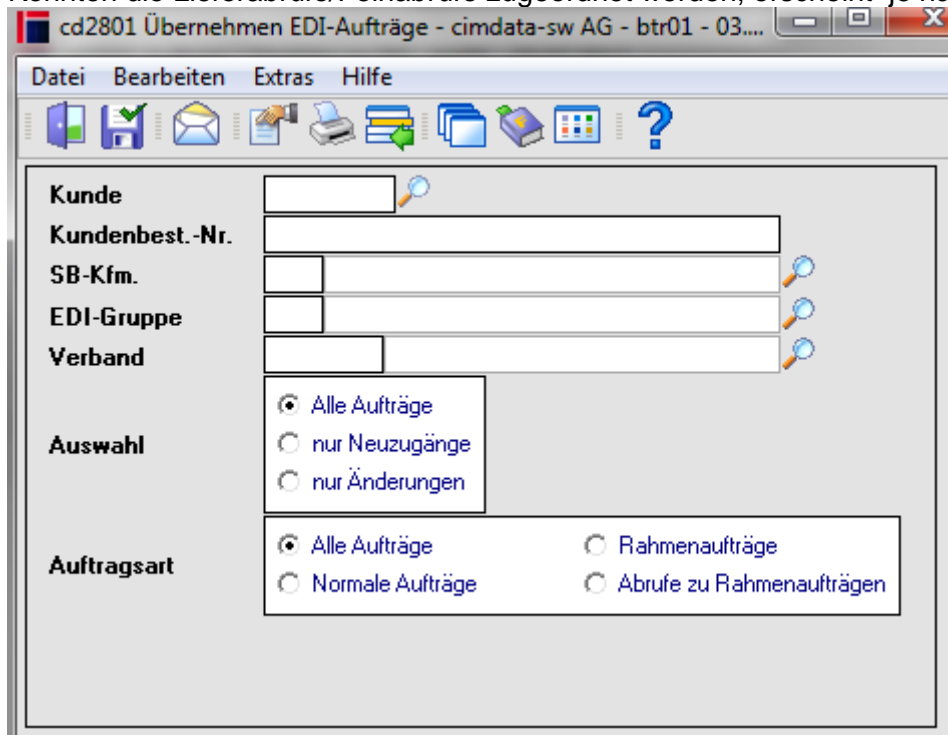 cd2801 Übernehmen EDI-Aufträge - cimdata-sw AG - btr01 - 03....
Datei Bearbeiten Extras Hilfe
Kunde
Kundenbest.-Nr.
SB-Kfm.
EDI-Gruppe
Verband
Auswahl
Alle Aufträge
nur Neuzugänge
nur Änderungen
Auftragsart
Alle Aufträge Rahmenaufträge
Normale Aufträge Abrufe zu Rahmenaufträgen